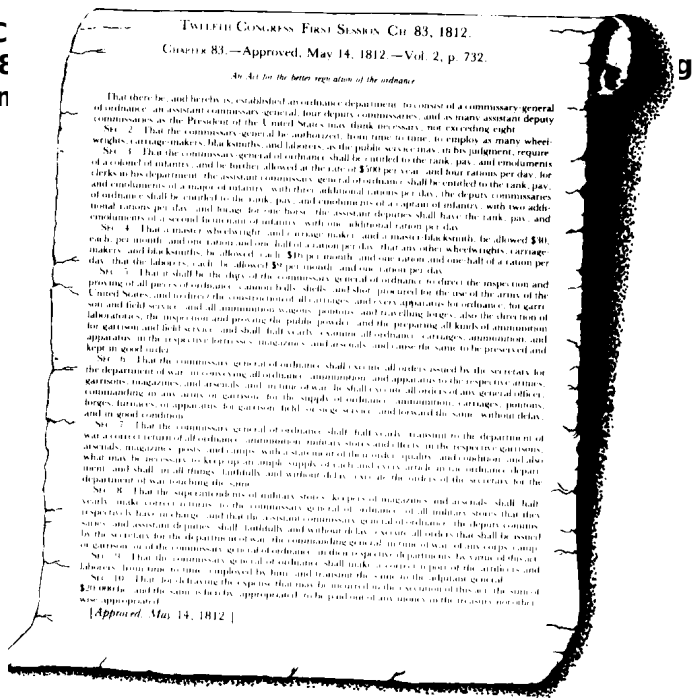 C
8
n
g
TWELFTH CONGRESS FIRST SESSION CH 83, 1812.
CHAPTER 83.—Approved, May 14, 1812.—Vol. 2, p. 732.
An Act for the better regulation of the ordnance
That there be, and hereby is, established an ordnance department, to consist of a commissary-general
of ordnance, an assistant commissary-general, four deputy commissaries, and as many assistant deputy
commissaries as the President of the United States may think necessary, not exceeding eight
SEC 2. That the commissary-general be authorized, from time to time, to employ as many wheel-
wrights, carriage-makers, blacksmiths, and laborers, as the public service may, in his judgment, require
SEC 3. That the commissary-general of ordnance shall be entitled to the rank, pay, and emoluments
of a colonel of infantry, and be further allowed at the rate of $500 per year and four rations per day, for
clerks in his department, the assistant commissary general of ordnance shall be entitled to the rank, pay,
and emoluments of a major of infantry, with three additional rations per day, the deputy commissaries
of ordnance shall be entitled to the rank, pay, and emoluments of a captain of infantry, with two addi-
tional rations per day, and forage for one horse, the assistant deputies shall have the rank, pay, and
emoluments of a second lieutenant of infantry, with one additional ration per day
SEC 4. That a master wheelwright and carriage maker, and a master blacksmith, be allowed $30,
each, per month, and one ration and one half of a ration per day, that any other wheelwrights, carriage-
makers, and blacksmiths, be allowed, each, $16 per month, and one ration and one-half of a ration per
day, that the laborers, each, be allowed $9 per month, and one ration per day
SEC 5. That it shall be the duty of the commissary general of ordnance to direct the inspection and
proving of all pieces of ordnance, cannon balls, shells, and shot, procured for the use of the army of the
United States, and to direct the construction of all carriages, and every apparatus for ordnance, for garri-
son and field service, and all ammunition wagons, pontons, and travelling forges, also the direction of
laboratories, the inspection and proving the public powder, and the preparing all kinds of ammunition
for garrison and field service, and shall, half yearly, examine all ordnance, carriages, ammunition, and
apparatus, in the respective fortresses, magazines, and arsenals, and cause the same to be preserved and
kept in good order
SEC 6. That the commissary general of ordnance shall execute all orders issued by the secretary for
the department of war, in conveying all ordnance, ammunition, and apparatus to the respective armies,
garrisons, magazines, and arsenals, and, in time of war, he shall execute all orders of any general officer,
commanding in any army or garrison, for the supply of ordnance, ammunition, carriages, pontons,
forges, furnaces, or apparatus, for garrison, field, or siege service, and forward the same without delay,
and in good condition
SEC 7. That the commissary general of ordnance shall, half yearly, transmit to the department of
war a correct return of all ordnance, ammunition, military stores and effects, in the respective garrisons,
arsenals, magazines, posts, and camps, with a statement of their order, quality, and condition, and also
what may be necessary to keep up an ample supply of each and every article in the ordnance depart-
ment, and shall, in all things, faithfully and without delay, execute the orders of the secretary for the
department of war touching the same
SEC 8. That the superintendents of military stores, keepers of magazines and arsenals, shall, half
yearly, make correct returns, to the commissary general of ordnance, of all military stores that they
respectively have in charge, and that the assistant commissary general of ordnance, the deputy commis-
saries, and assistant deputies, shall faithfully and without delay, execute all orders that shall be issued
by the secretary for the department of war, the commanding general, in time of war, of any corps, camp,
or garrison, or of the commissary general of ordnance, in their respective departments, by virtue of this act
SEC 9. That the commissary general of ordnance shall make a correct report of the artificers and
laborers, from time to time, employed by him, and transmit the same to the adjutant general
SEC 10. That for defraying the expense that may be incurred in the execution of this act, the sum of
$20,000 be, and the same is hereby appropriated, to be paid out of any money in the treasury not other-
wise appropriated
[Approved, May 14, 1812 ]